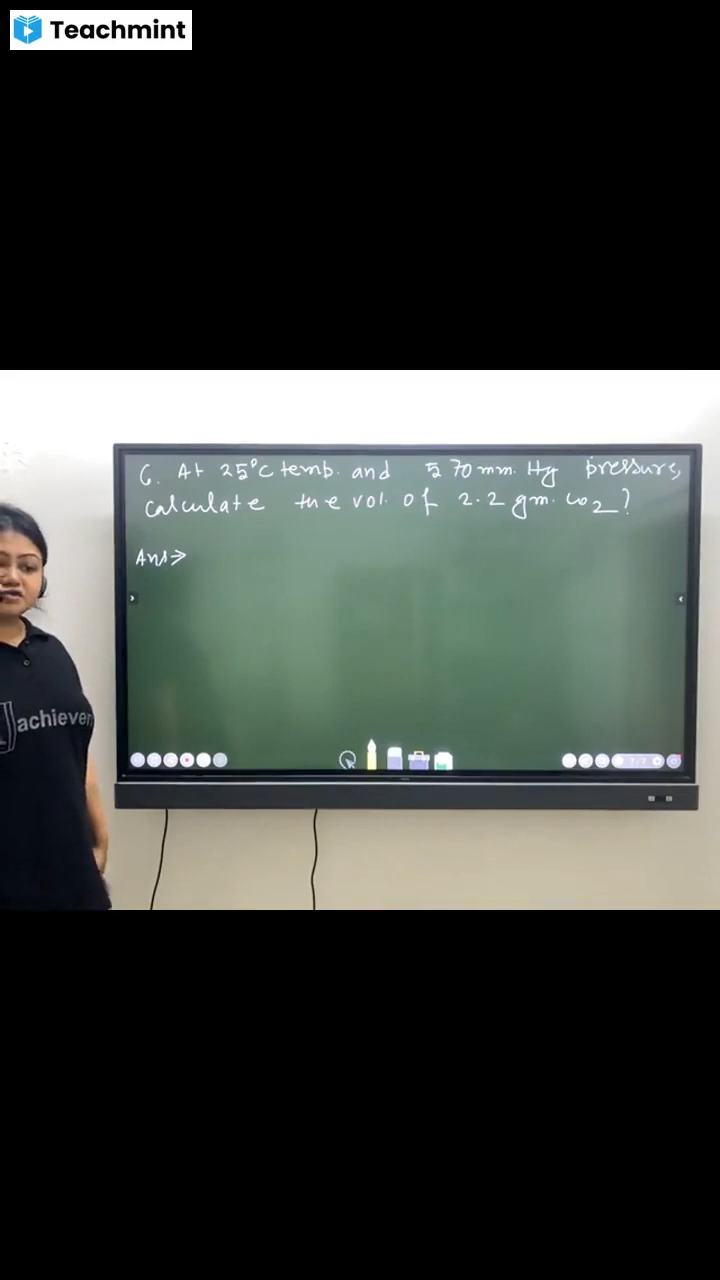 Teachmint
6. At 25°C temp. and 570 mm. Hg pressure,
calculate the vol. of 2.2 gm. CO2?
Ans⇒
achiever